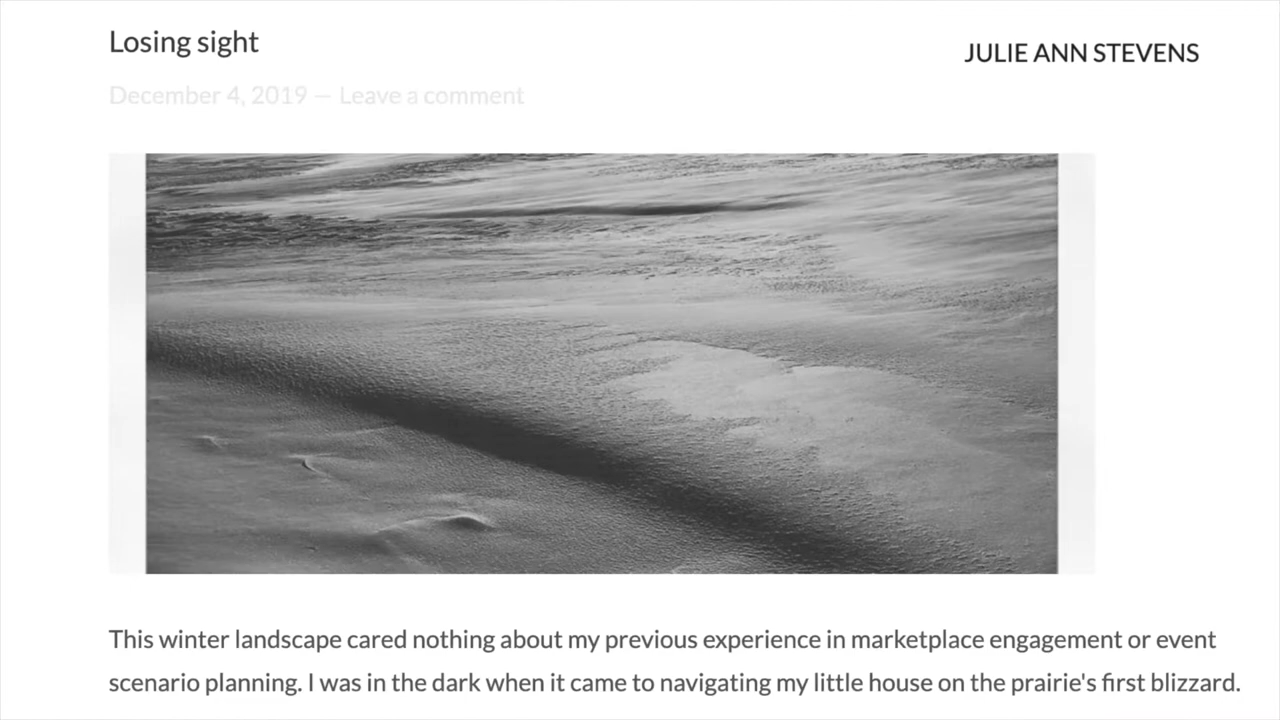 Losing sight
JULIE ANN STEVENS
December 4, 2019 — Leave a comment
This winter landscape cared nothing about my previous experience in marketplace engagement or event
scenario planning. I was in the dark when it came to navigating my little house on the prairie's first blizzard.